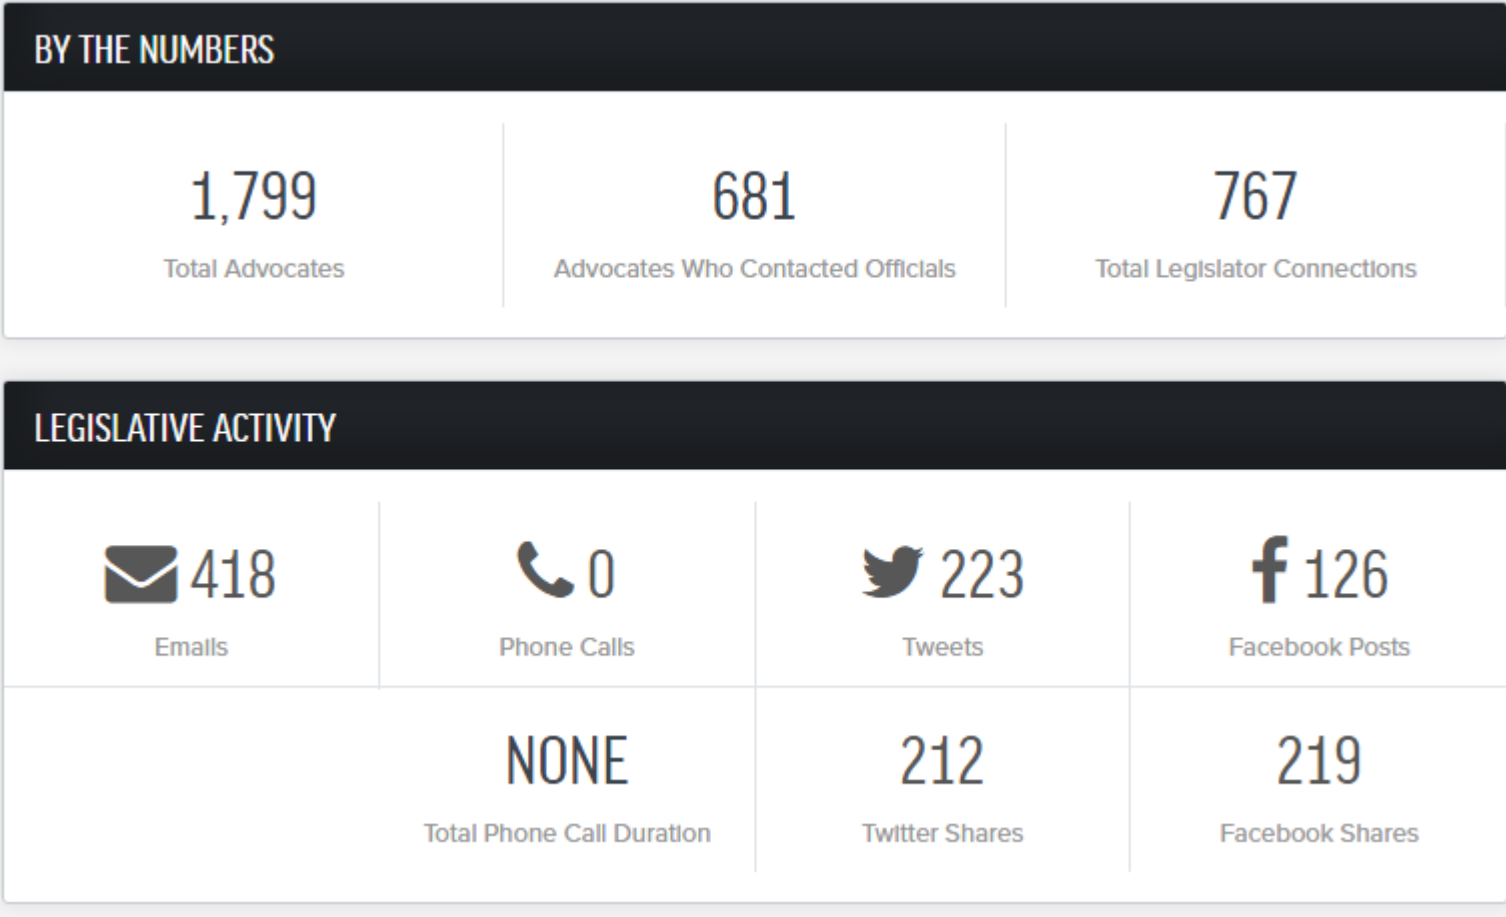 BY THE NUMBERS
1,799
681
767
Total Advocates
Advocates Who Contacted Officials
Total Legislator Connections
LEGISLATIVE ACTIVITY
418
0
223
126
Emails
Phone Calls
Tweets
Facebook Posts
NONE
212
219
Total Phone Call Duration
Twitter Shares
Facebook Shares